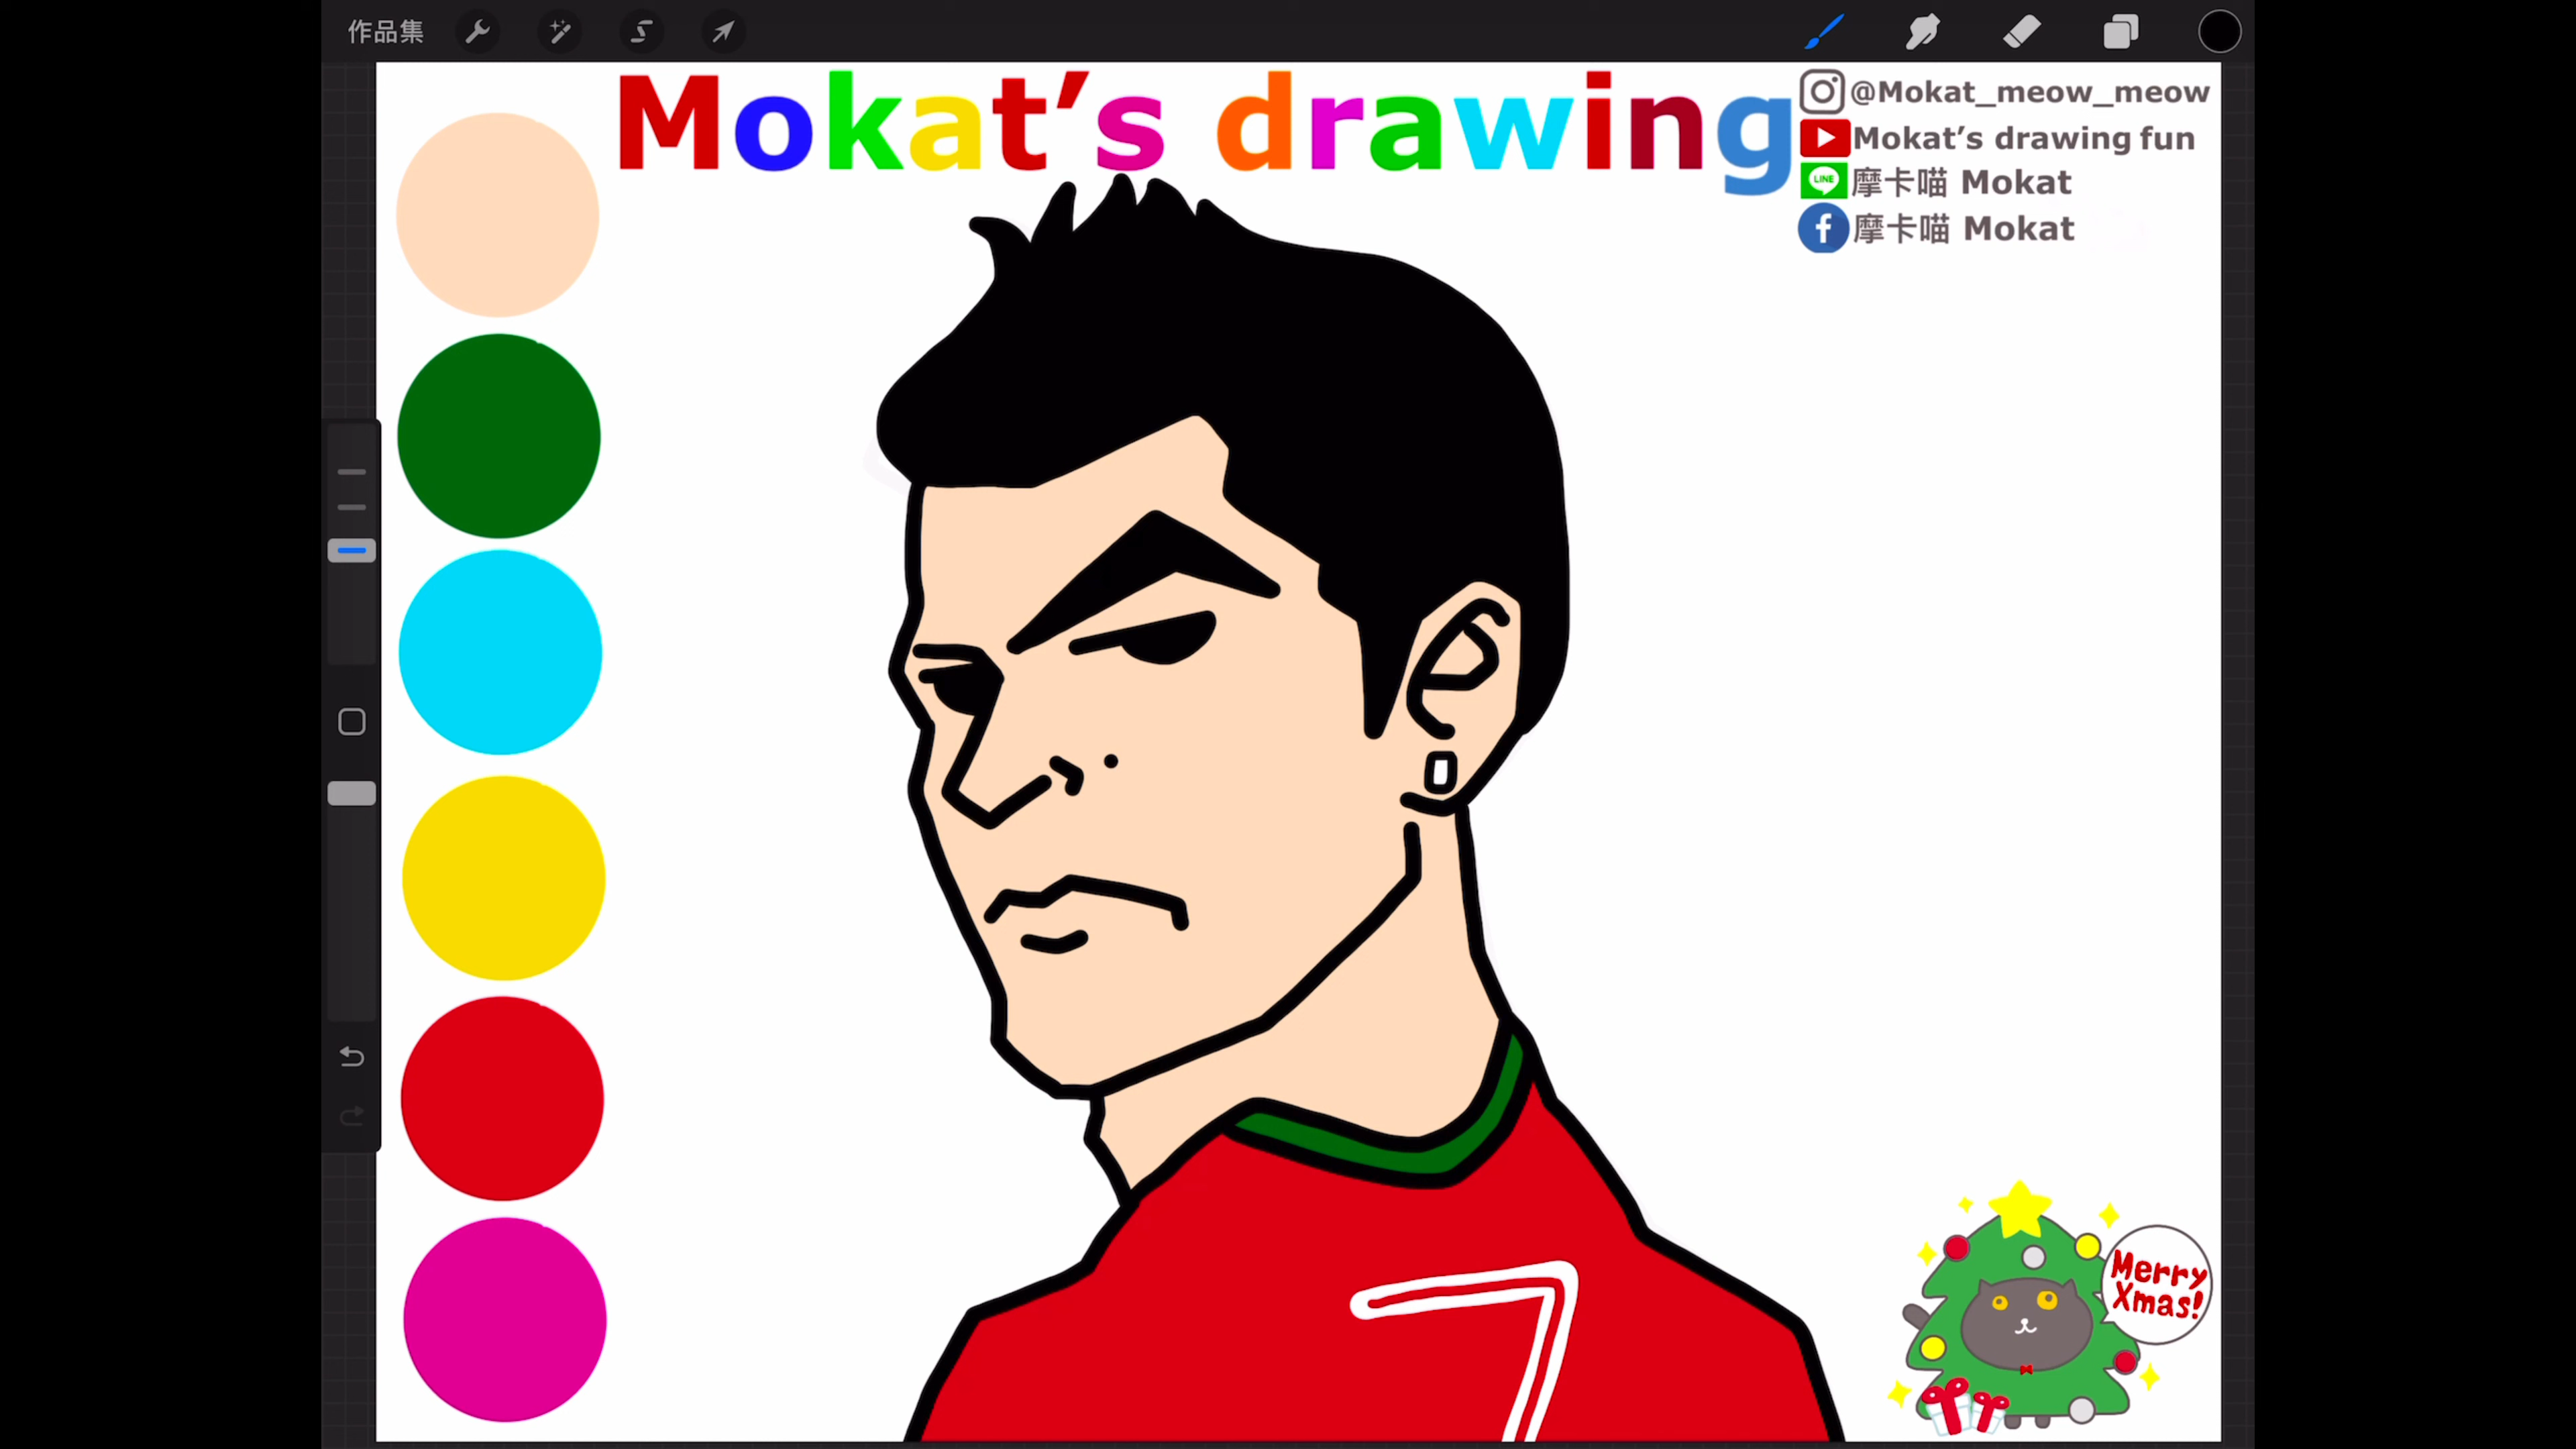 作品集
Mokat’s drawing
@Mokat_meow_meow
Mokat’s drawing fun
LINE
摩卡喵 Mokat
f
摩卡喵 Mokat
7
Merry
Xmas!